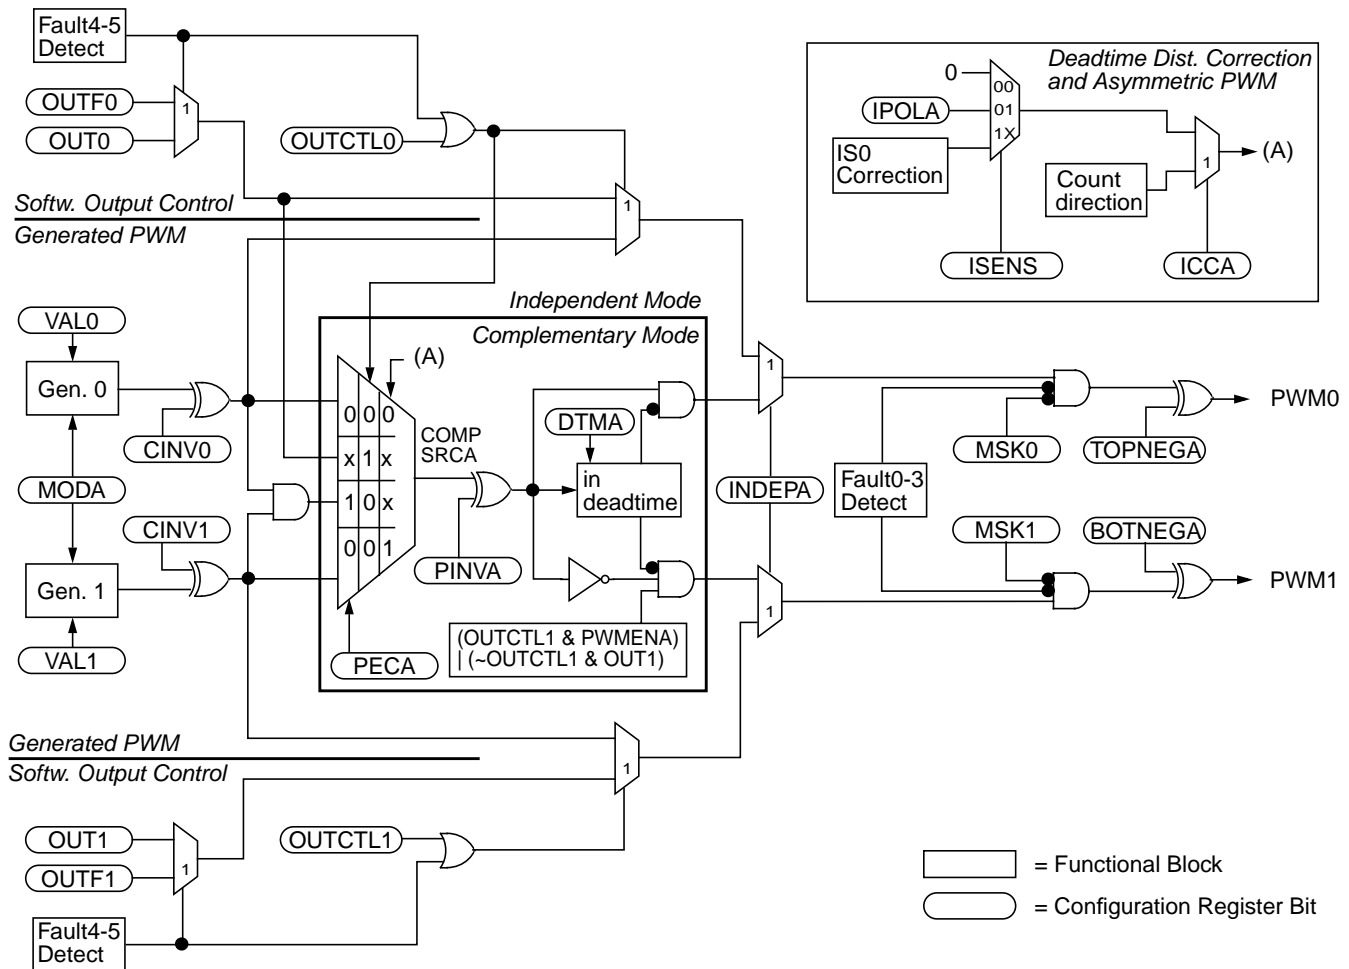 Fault4-5
Detect
OUTF0
OUT0
1
OUTCTL0
Softw. Output Control
Generated PWM
1
Deadtime Dist. Correction
and Asymmetric PWM
0
00
01
1X
IPOLA
IS0
Correction
Count
direction
1
(A)
ISENS
ICCA
Independent Mode
Complementary Mode
VAL0
Gen. 0
CINV0
MODA
CINV1
Gen. 1
VAL1
(A)
0 0 0
x 1 x
1 0 x
0 0 1
COMP
SRCA
PINVA
PECA
DTMA
in
deadtime
(OUTCTL1 & PWMENA)
| (~OUTCTL1 & OUT1)
1
INDEPA
1
Fault0-3
Detect
MSK0
TOPNEGA
PWM0
MSK1
BOTNEGA
PWM1
Generated PWM
Softw. Output Control
1
OUT1
OUTF1
1
OUTCTL1
Fault4-5
Detect
= Functional Block
= Configuration Register Bit